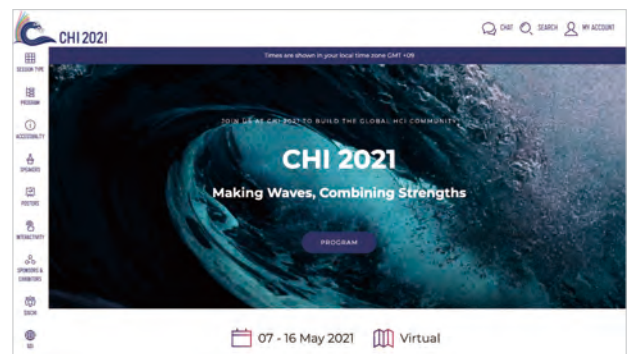 CHI 2021
CHAT
SEARCH
MY ACCOUNT
Times are shown in your local time zone GMT +09
SESSION TYPE
PROGRAM
ACCESSIBILITY
SPONSORS
POSTERS
INTERACTIVITY
SPONSORS &
EXHIBITORS
SOCIAL
JOIN US AT CHI 2021 TO BUILD THE GLOBAL HCI COMMUNITY
CHI 2021
Making Waves, Combining Strengths
PROGRAM
07 - 16 May 2021
Virtual